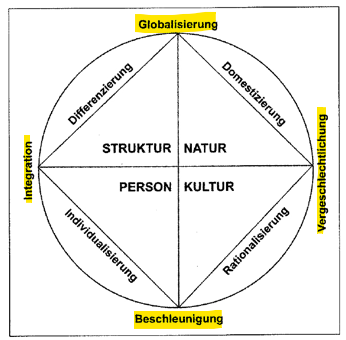 Globalisierung
Differenzierung
Domestizierung
STRUKTUR NATUR
Integration
Vergeschlechtlichung
PERSON KULTUR
Individualisierung
Rationalisierung
Beschleunigung